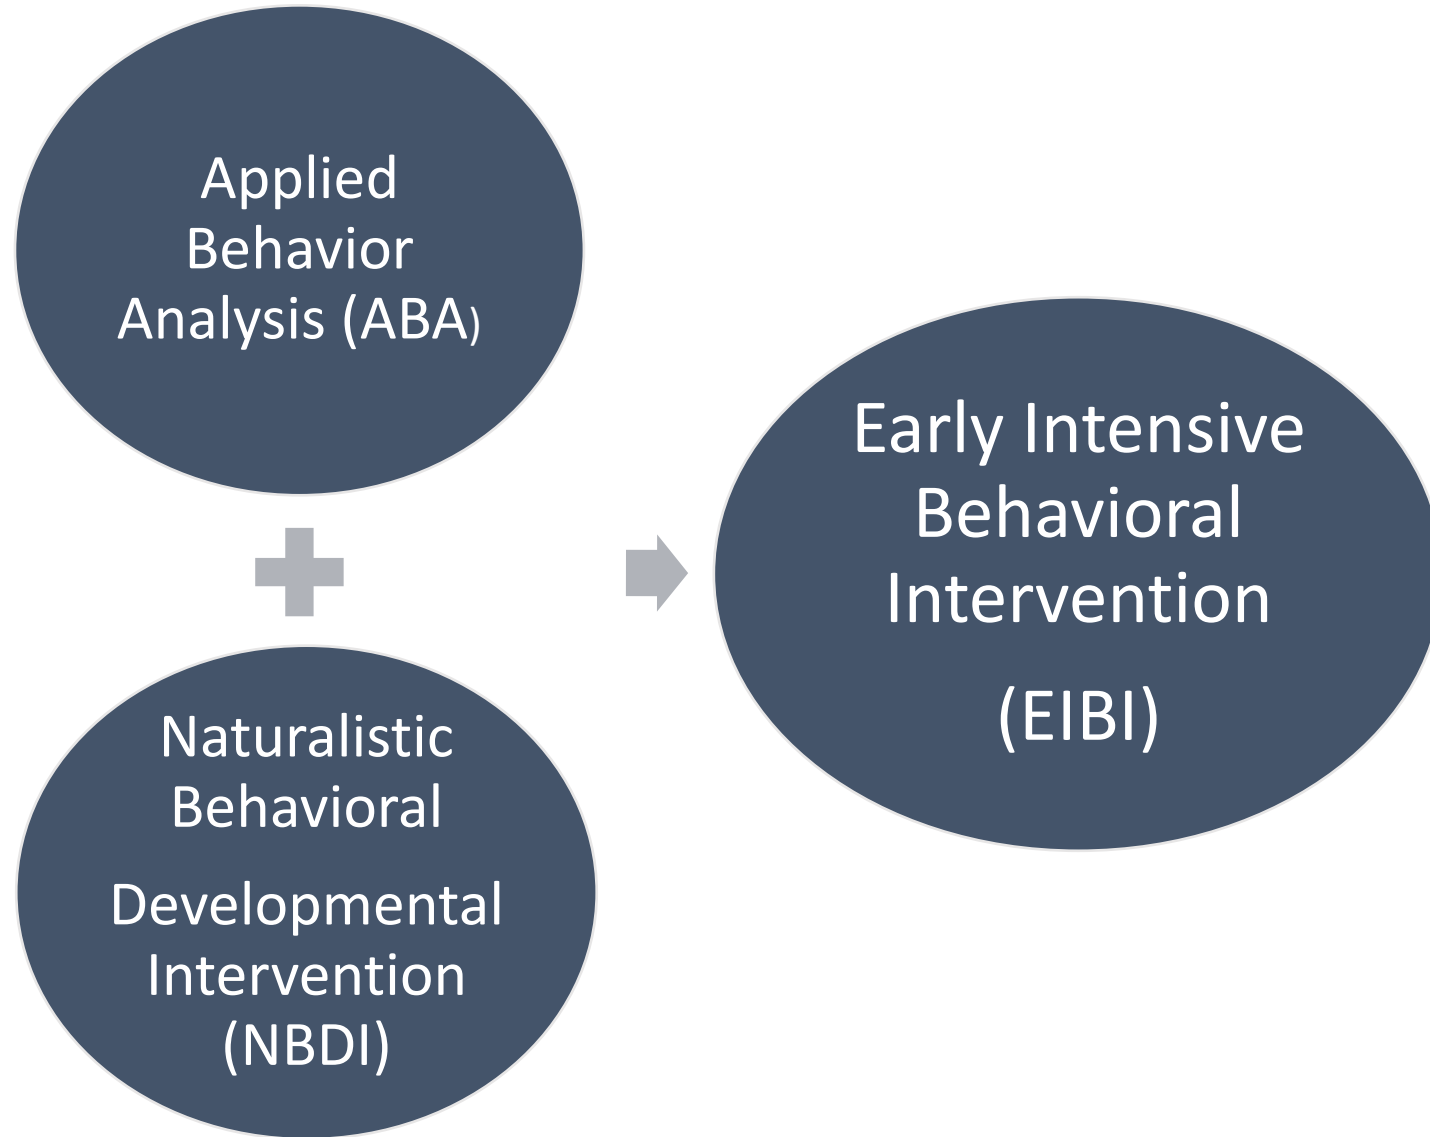 Applied
Behavior
Analysis (ABA)
Naturalistic
Behavioral
Developmental
Intervention
(NBDI)
Early Intensive
Behavioral
Intervention
(EIBI)